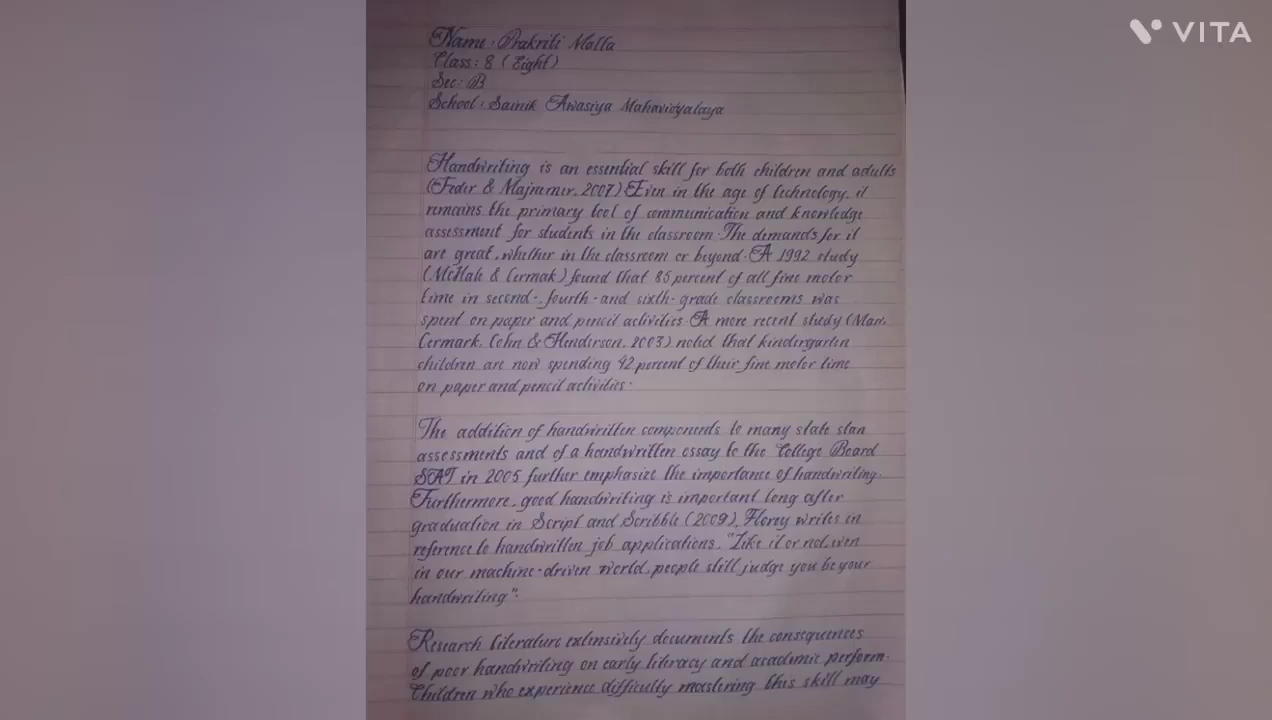 VITA
Name : Prakriti Malla
Class : 8 ( Eight )
Sec : B
School : Sainik Awasiya Mahavidyalaya
Handwriting is an essential skill for both children and adults
(Feder & Majnemer, 2007) Even in the age of technology, it
remains the primary tool of communication and knowledge
assessment for students in the classroom. The demands for it
are great, whether in the classroom or beyond. A 1992 study
(McHale & Cermak) found that 85 percent of all fine motor
time in second-, fourth-and sixth-grade classrooms was
spent on paper and pencil activities. A more recent study (Marr,
Cermark, Cohn & Henderson, 2003) noted that kindergarten
children are now spending 42 percent of their fine motor time
on paper and pencil activities.
The addition of handwritten components to many state stan
assessments and of a handwritten essay to the College Board
SAT in 2005 further emphasize the importance of handwriting.
Furthermore, good handwriting is important long after
graduation in Script and Scribble (2009), Florey writes in
reference to handwritten job applications, "Like it or not, even
in our machine-driven world, people still judge you be your
handwriting".
Research literature extensively documents the consequences
of poor handwriting on early literacy and academic perform-
Children who experience difficulty mastering this skill may